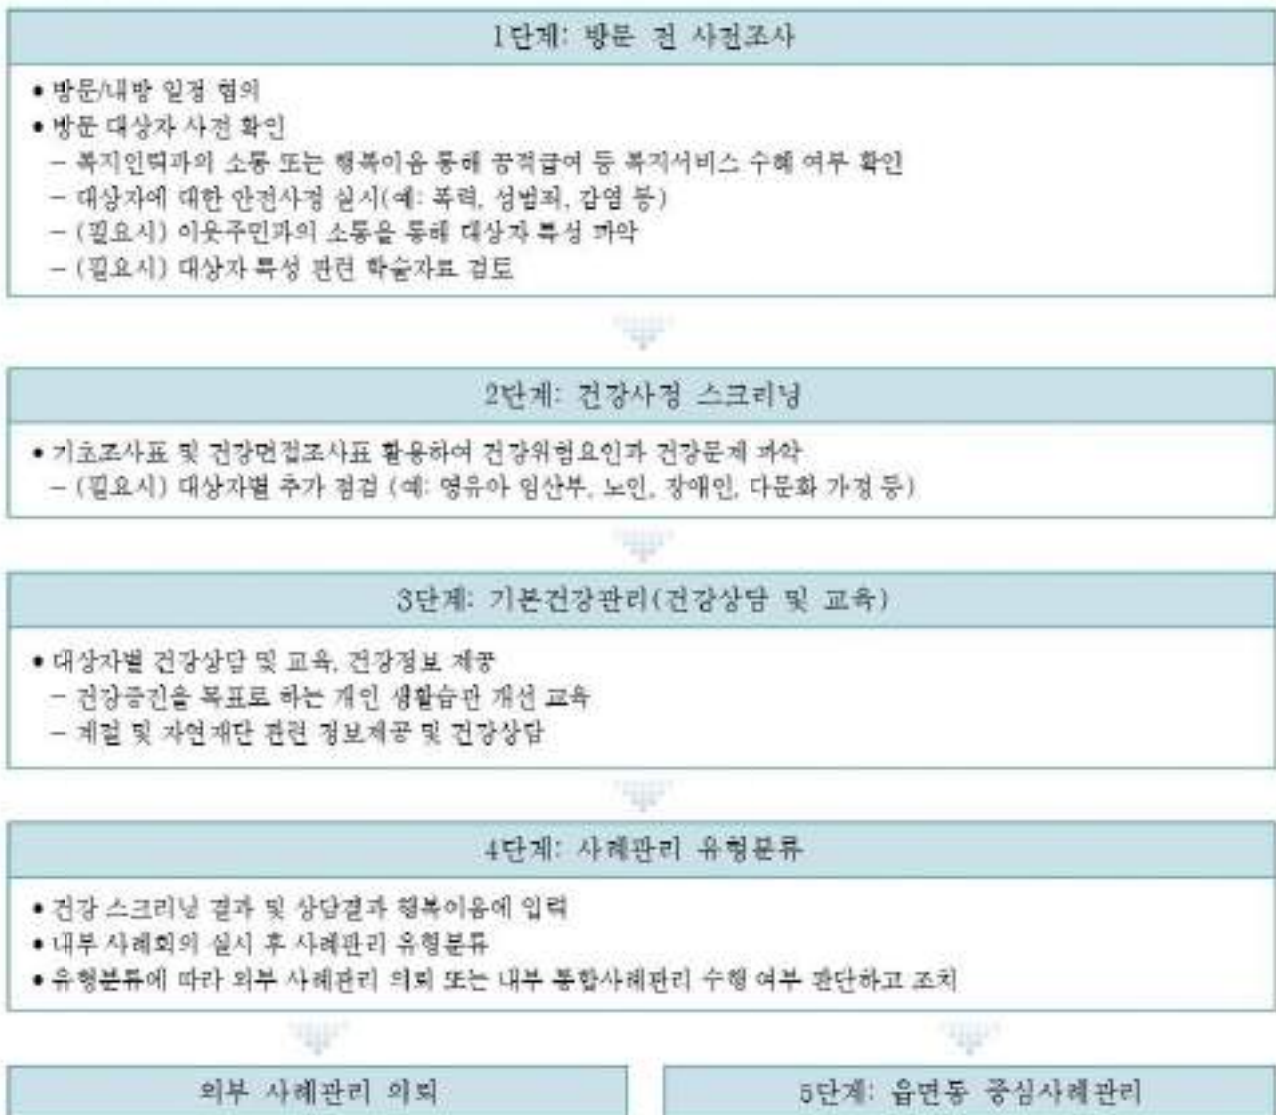 1단계: 방문 전 사전조사
• 방문/내방 일정 협의
• 방문 대상자 사전 확인
– 복지인력과의 소통 또는 행복이음 통해 공적급여 등 복지서비스 수혜 여부 확인
– 대상자에 대한 안전사정 실시(예: 폭력, 성범죄, 감염 등)
– (필요시) 이웃주민과의 소통을 통해 대상자 특성 파악
– (필요시) 대상자 특성 관련 학술자료 검토
2단계: 건강사정 스크리닝
• 기초조사표 및 건강면접조사표 활용하여 건강위험요인과 건강문제 파악
– (필요시) 대상자별 추가 점검 (예: 영유아 임산부, 노인, 장애인, 다문화 가정 등)
3단계: 기본건강관리(건강상담 및 교육)
• 대상자별 건강상담 및 교육, 건강정보 제공
– 건강증진을 목표로 하는 개인 생활습관 개선 교육
– 계절 및 자연재난 관련 정보제공 및 건강상담
4단계: 사례관리 유형분류
• 건강 스크리닝 결과 및 상담결과 행복이음에 입력
• 내부 사례회의 실시 후 사례관리 유형분류
• 유형분류에 따라 외부 사례관리 의뢰 또는 내부 통합사례관리 수행 여부 판단하고 조치
외부 사례관리 의뢰
5단계: 읍면동 중심사례관리